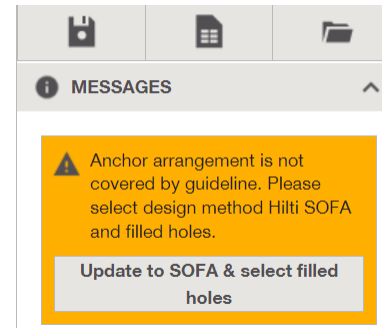 MESSAGES
Anchor arrangement is not
covered by guideline. Please
select design method Hilti SOFA
and filled holes.
Update to SOFA & select filled
holes